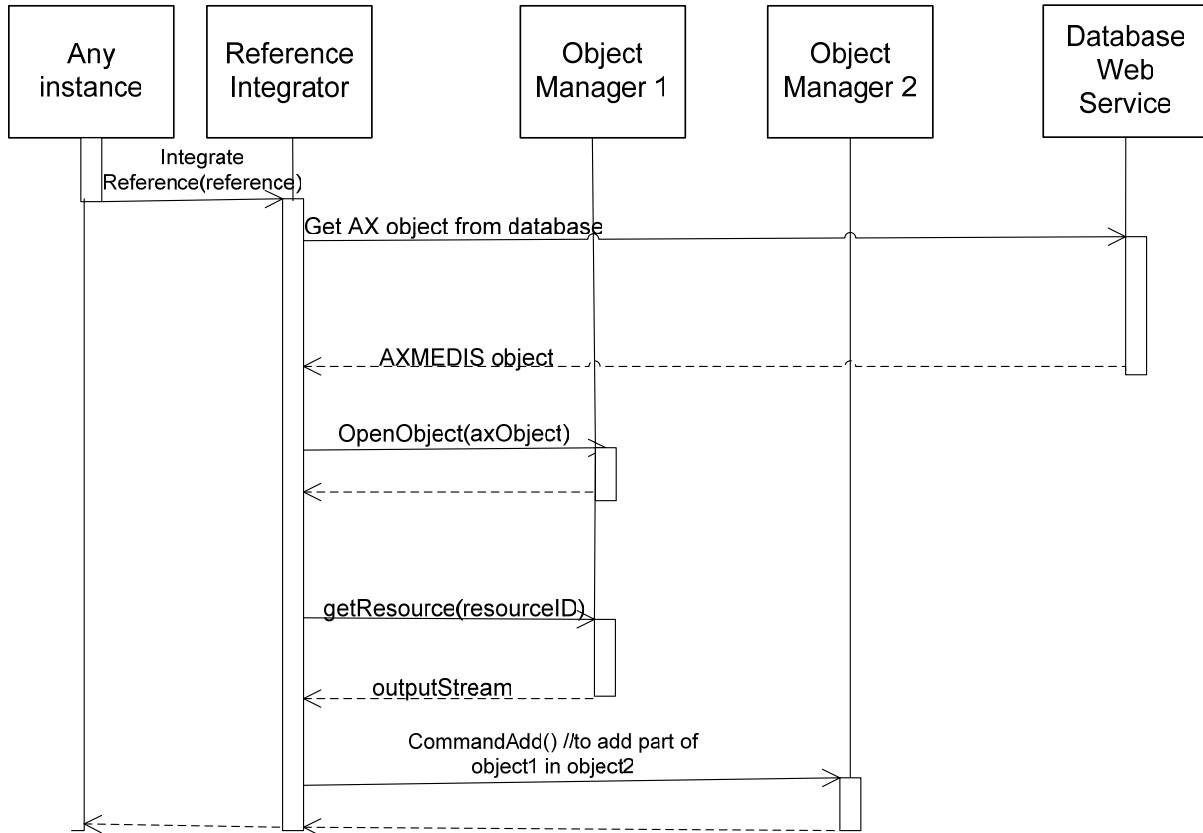 Any
instance
Reference
Integrator
Object
Manager 1
Object
Manager 2
Database
Web
Service
Integrate
Reference(reference)
Get AX object from database
AXMEDIS object
OpenObject(axObject)
getResource(resourceID)
outputStream
CommandAdd() //to add part of
object1 in object2